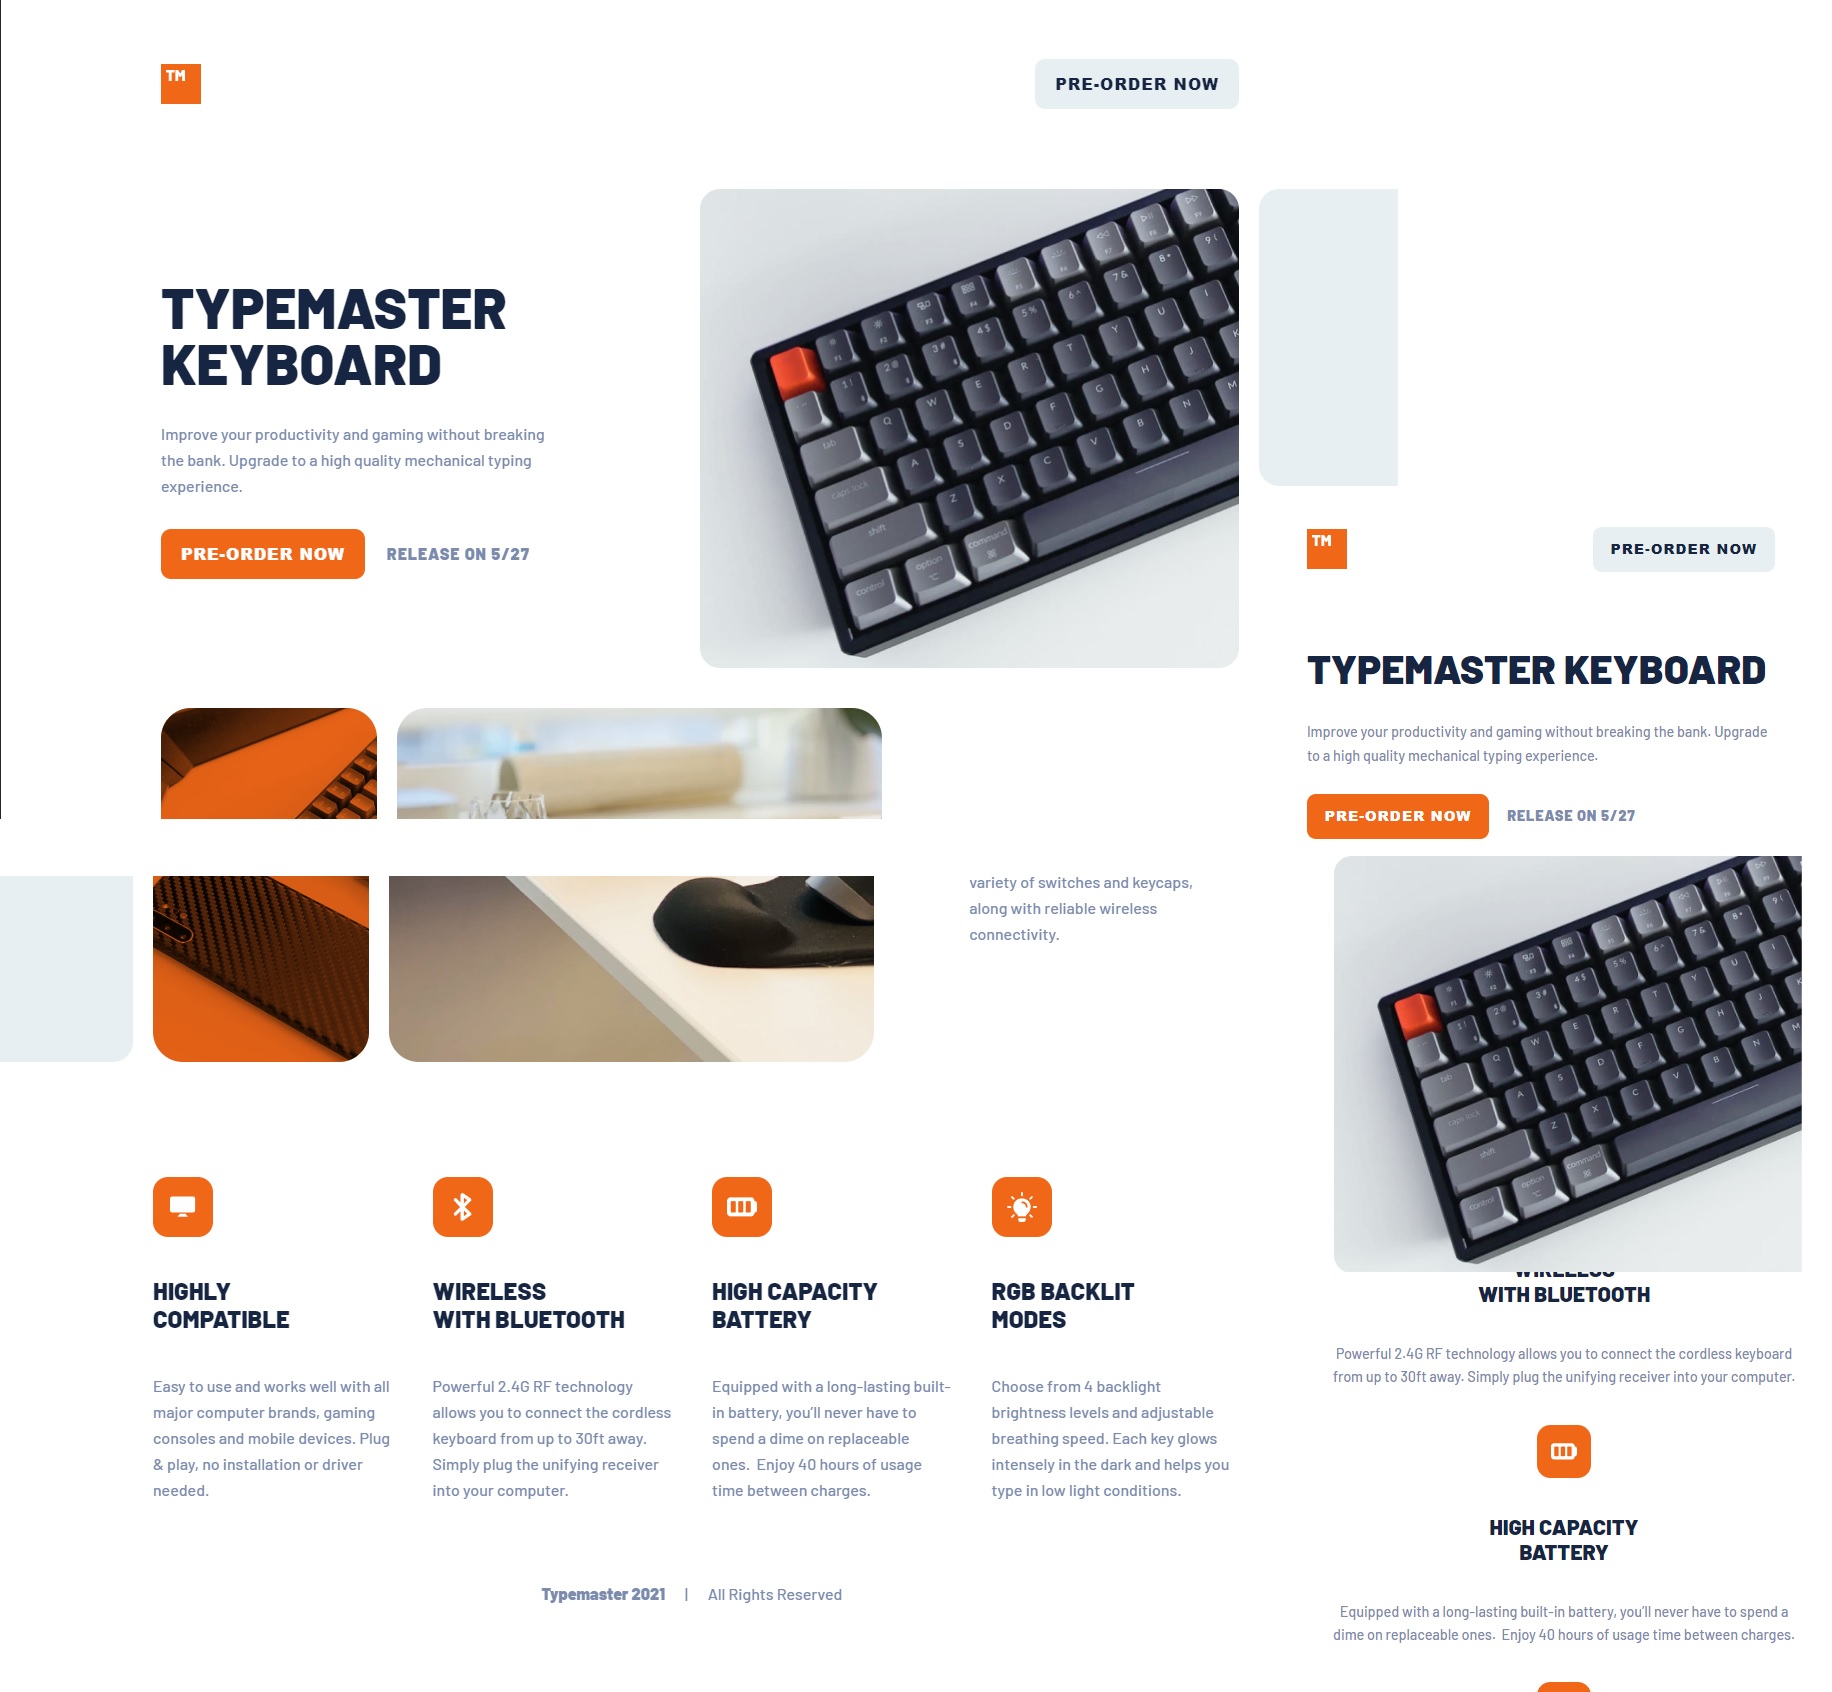 TM
PRE-ORDER NOW
TYPEMASTER
KEYBOARD
Improve your productivity and gaming without breaking
the bank. Upgrade to a high quality mechanical typing
experience.
PRE-ORDER NOW
RELEASE ON 5/27
variety of switches and keycaps,
along with reliable wireless
connectivity.
HIGHLY
COMPATIBLE
Easy to use and works well with all
major computer brands, gaming
consoles and mobile devices. Plug
& play, no installation or driver
needed.
WIRELESS
WITH BLUETOOTH
Powerful 2.4G RF technology
allows you to connect the cordless
keyboard from up to 30ft away.
Simply plug the unifying receiver
into your computer.
HIGH CAPACITY
BATTERY
Equipped with a long-lasting built-
in battery, you’ll never have to
spend a dime on replaceable
ones.  Enjoy 40 hours of usage
time between charges.
RGB BACKLIT
MODES
Choose from 4 backlight
brightness levels and adjustable
breathing speed. Each key glows
intensely in the dark and helps you
type in low light conditions.
Typemaster 2021 | All Rights Reserved
TM
PRE-ORDER NOW
TYPEMASTER KEYBOARD
Improve your productivity and gaming without breaking the bank. Upgrade
to a high quality mechanical typing experience.
PRE-ORDER NOW
RELEASE ON 5/27
WIRELESS
WITH BLUETOOTH
Powerful 2.4G RF technology allows you to connect the cordless keyboard
from up to 30ft away. Simply plug the unifying receiver into your computer.
HIGH CAPACITY
BATTERY
Equipped with a long-lasting built-in battery, you’ll never have to spend a
dime on replaceable ones.  Enjoy 40 hours of usage time between charges.